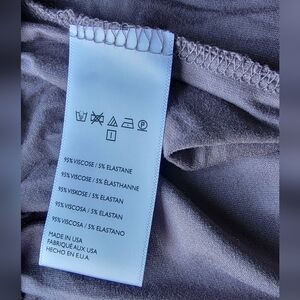 95% VISCOSE / 5% ELASTANE
95% VISCOSE / 5% ÉLASTHANNE
95% VISKOSE / 5% ELASTAN
95% VISCOSA / 5% ELASTAN
95% VISCOSA / 5% ELASTANO
MADE IN USA
FABRIQUÉ AUX USA
HECHO EN E.U.A.